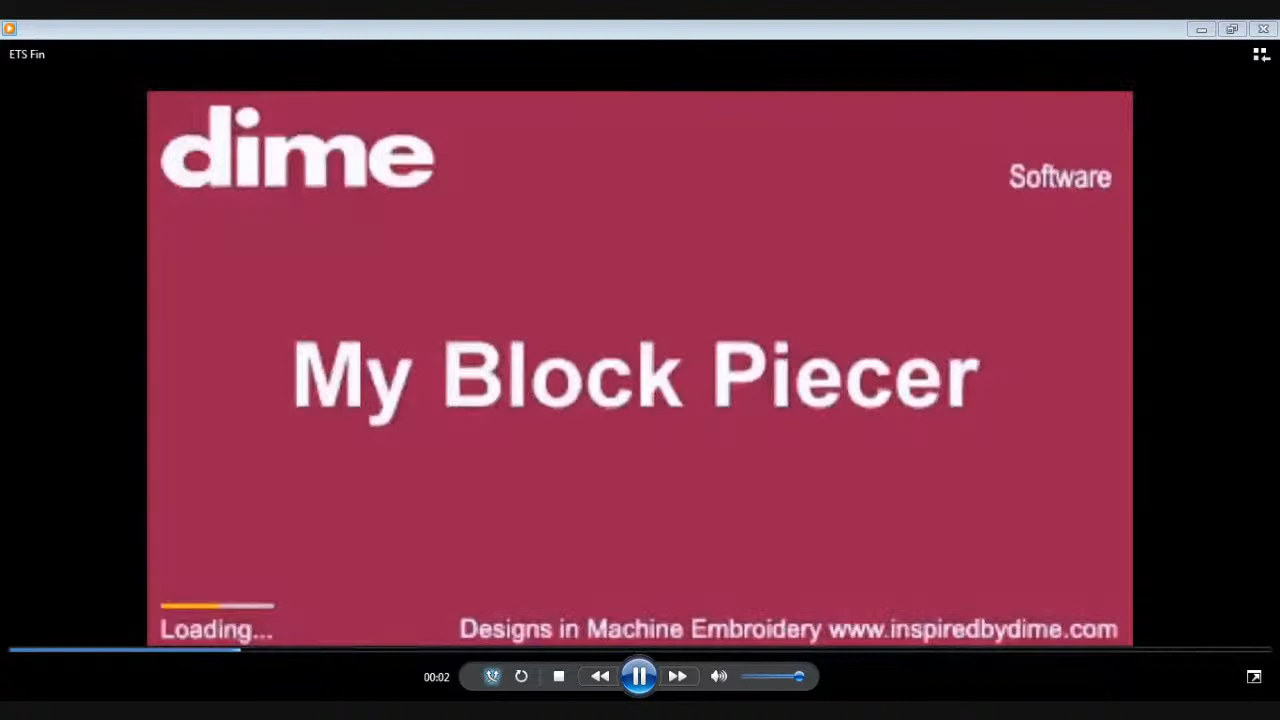 ETS Fin
dime
Software
My Block Piecer
Loading...
Designs in Machine Embroidery www.inspiredbydime.com
00:02